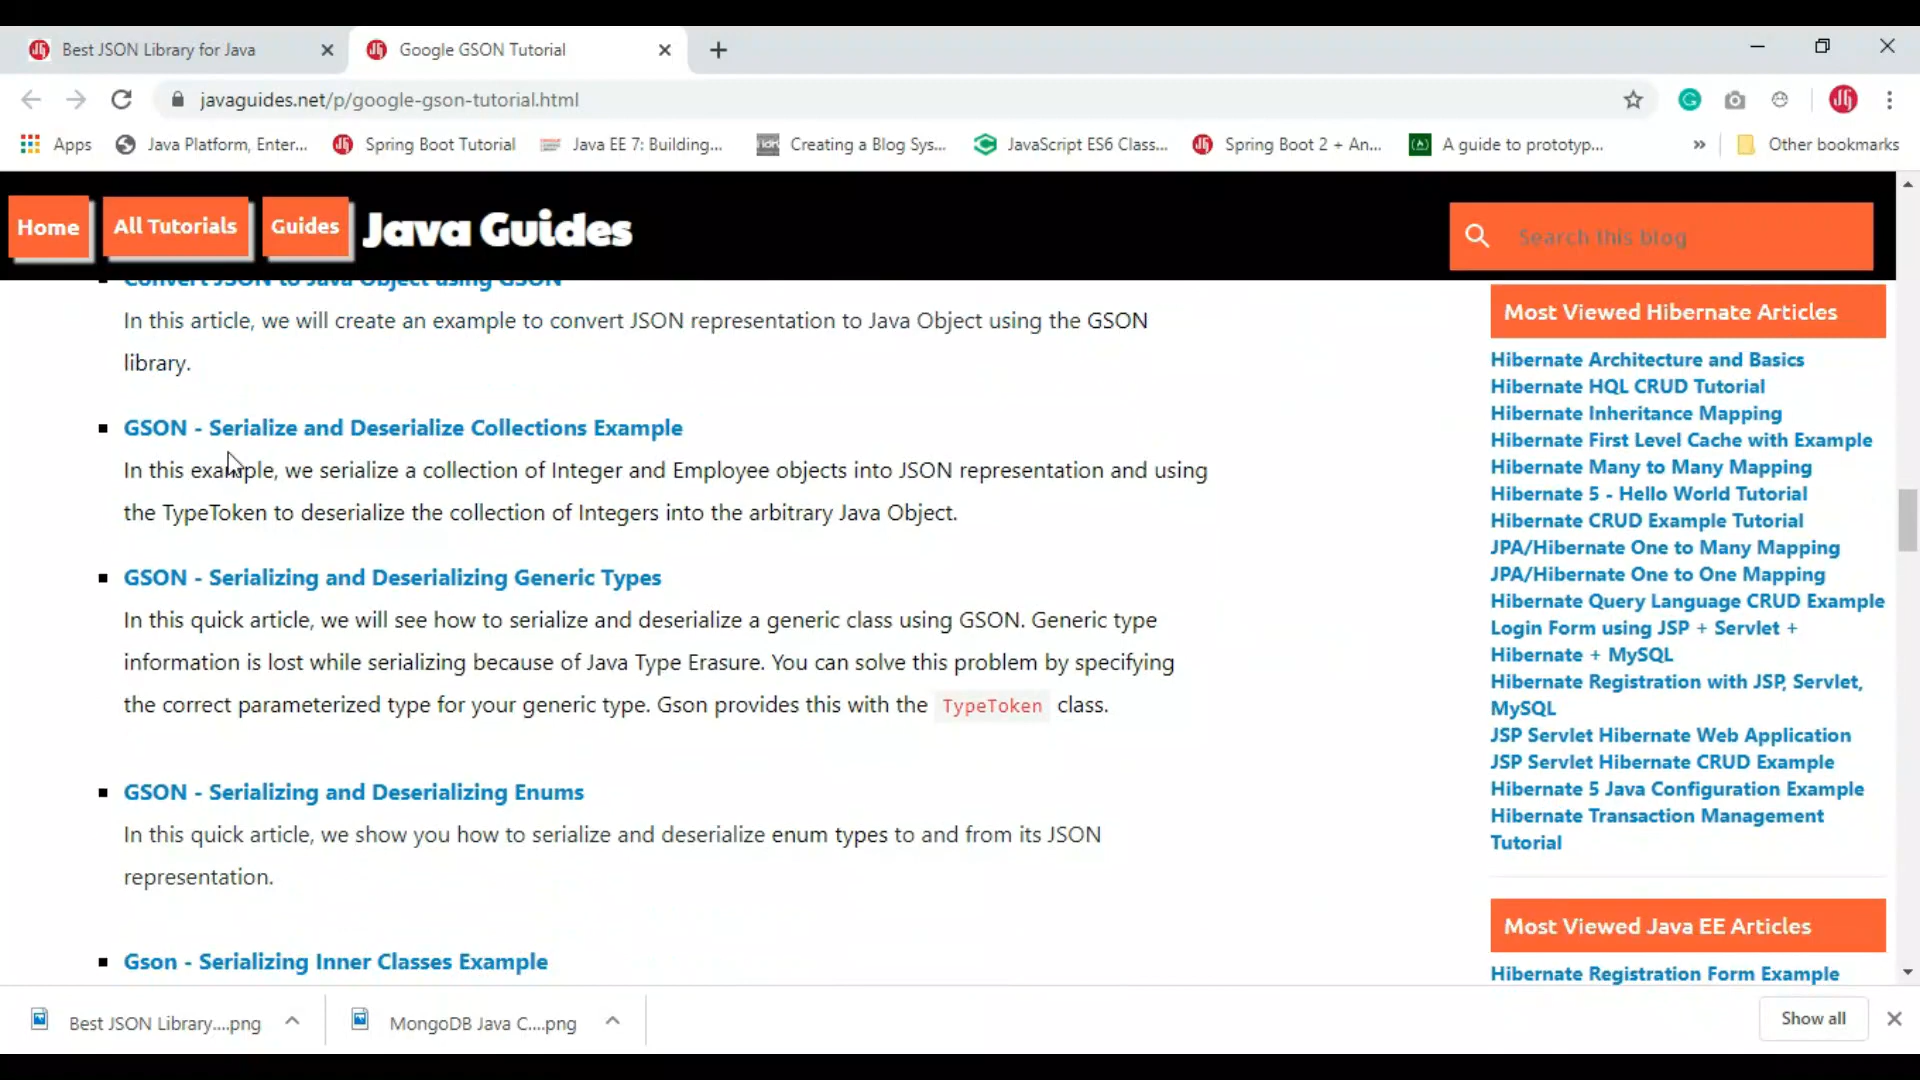 Best JSON Library for Java
Google GSON Tutorial
javaguides.net/p/google-gson-tutorial.html
Apps
Java Platform, Enter...
Spring Boot Tutorial
Java EE 7: Building...
Creating a Blog Sys...
JavaScript ES6 Class...
Spring Boot 2 + An...
A guide to prototyp...
»
Other bookmarks
Home
All Tutorials
Guides
Java Guides
Search this blog
Convert JSON to Java Object using GSON
In this article, we will create an example to convert JSON representation to Java Object using the GSON
library.
GSON - Serialize and Deserialize Collections Example
In this example, we serialize a collection of Integer and Employee objects into JSON representation and using
the TypeToken to deserialize the collection of Integers into the arbitrary Java Object.
GSON - Serializing and Deserializing Generic Types
In this quick article, we will see how to serialize and deserialize a generic class using GSON. Generic type
information is lost while serializing because of Java Type Erasure. You can solve this problem by specifying
the correct parameterized type for your generic type. Gson provides this with the TypeToken class.
GSON - Serializing and Deserializing Enums
In this quick article, we show you how to serialize and deserialize enum types to and from its JSON
representation.
Gson - Serializing Inner Classes Example
Most Viewed Hibernate Articles
Hibernate Architecture and Basics
Hibernate HQL CRUD Tutorial
Hibernate Inheritance Mapping
Hibernate First Level Cache with Example
Hibernate Many to Many Mapping
Hibernate 5 - Hello World Tutorial
Hibernate CRUD Example Tutorial
JPA/Hibernate One to Many Mapping
JPA/Hibernate One to One Mapping
Hibernate Query Language CRUD Example
Login Form using JSP + Servlet +
Hibernate + MySQL
Hibernate Registration with JSP, Servlet,
MySQL
JSP Servlet Hibernate Web Application
JSP Servlet Hibernate CRUD Example
Hibernate 5 Java Configuration Example
Hibernate Transaction Management
Tutorial
Most Viewed Java EE Articles
Hibernate Registration Form Example
Best JSON Library....png
MongoDB Java C....png
Show all